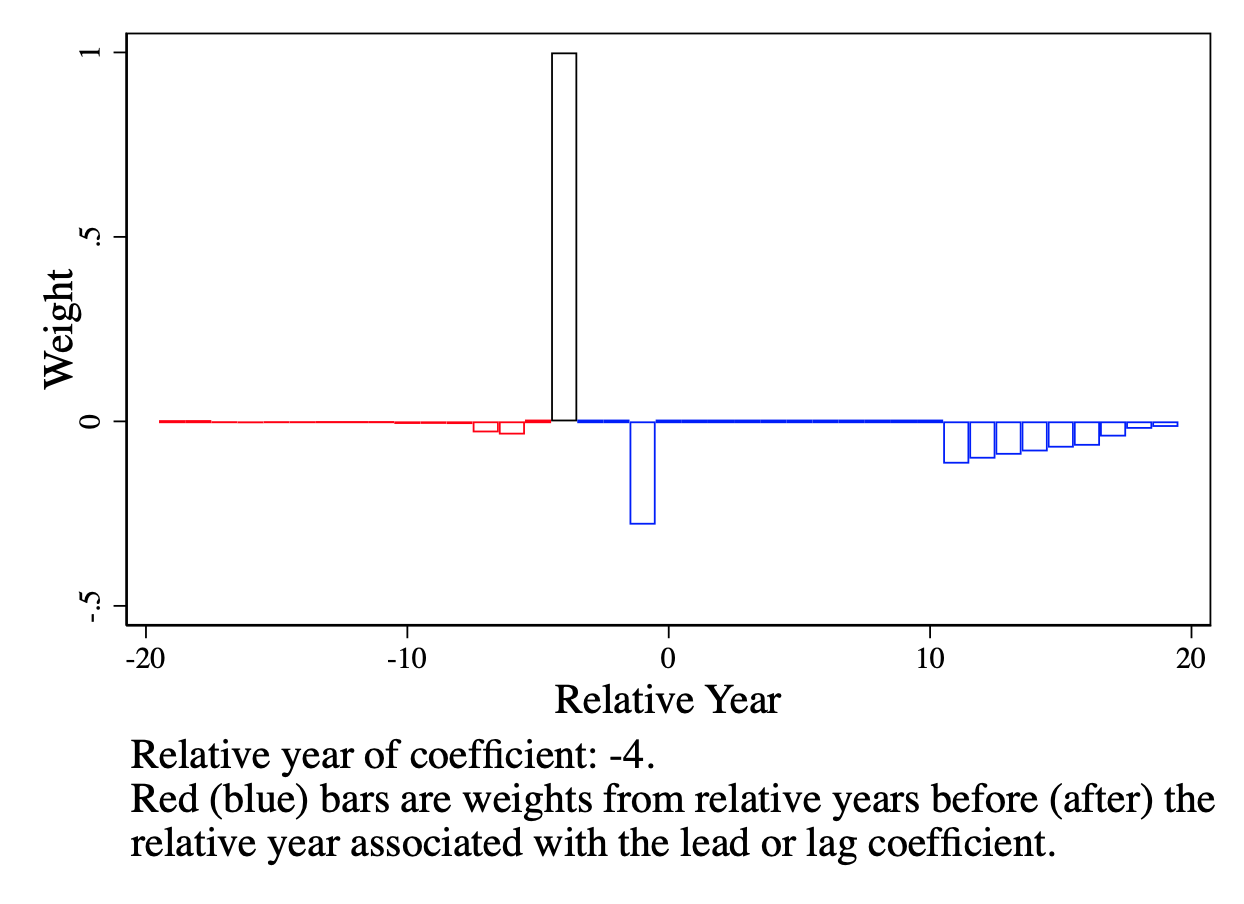 1
.5
0
-.5
Weight
-20 -10 0 10 20
Relative Year
Relative year of coefficient: -4.
Red (blue) bars are weights from relative years before (after) the
relative year associated with the lead or lag coefficient.